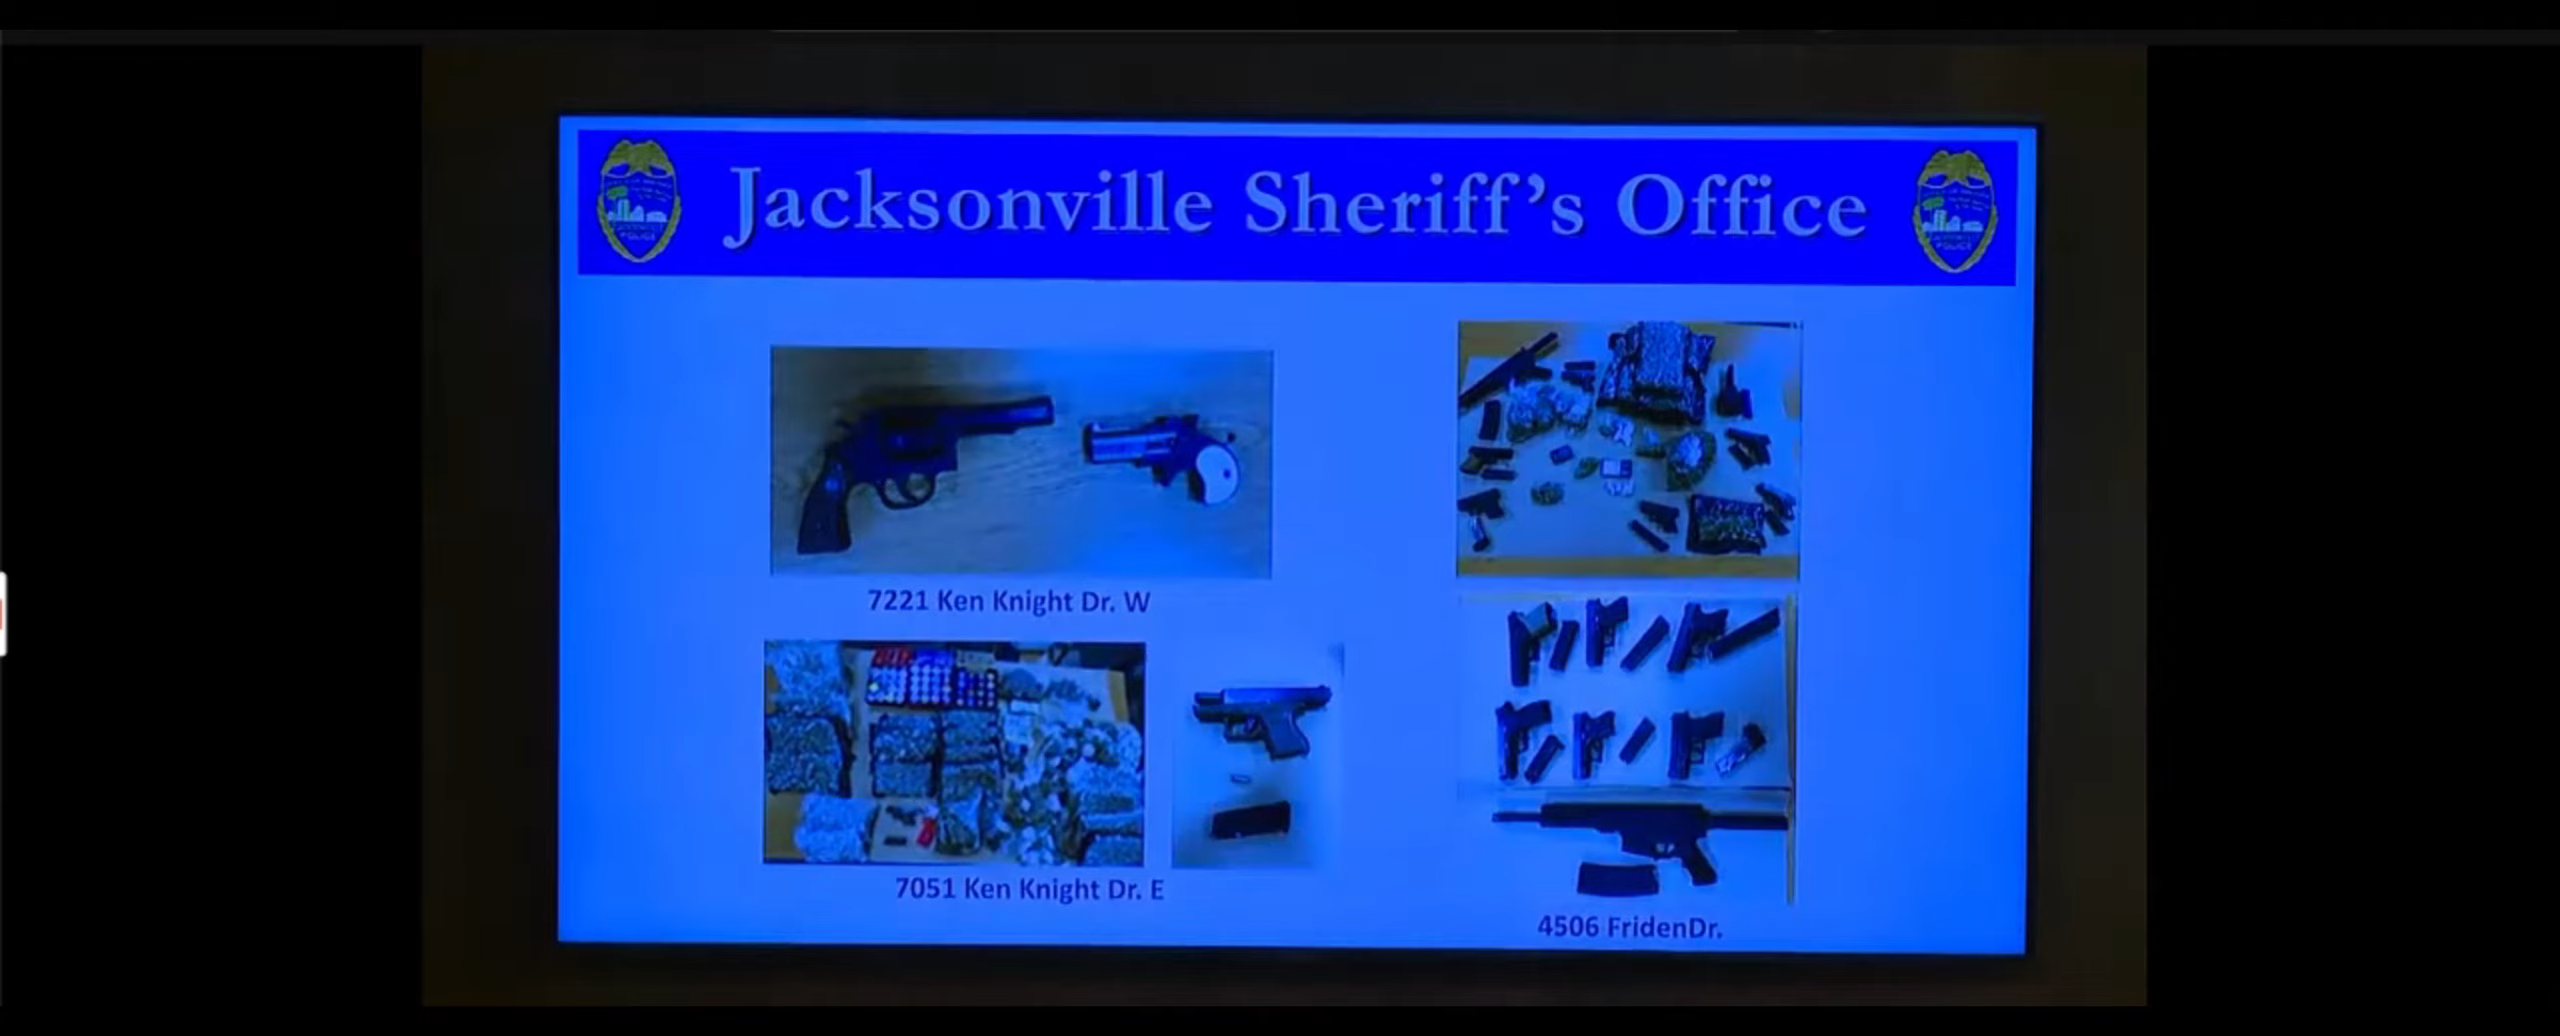 Jacksonville Sheriff's Office
7221 Ken Knight Dr. W
7051 Ken Knight Dr. E
4506 FridenDr.